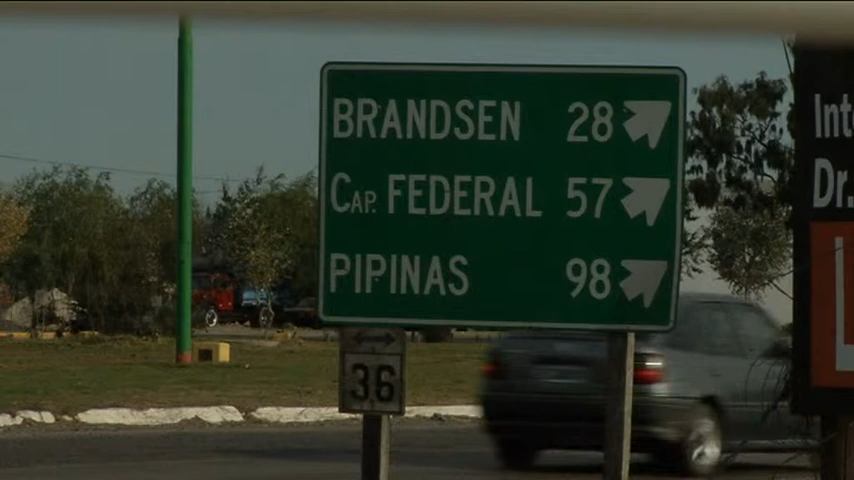 BRANDSEN 28
CAP. FEDERAL 57
PIPINAS 98
36
Int
Dr.
L